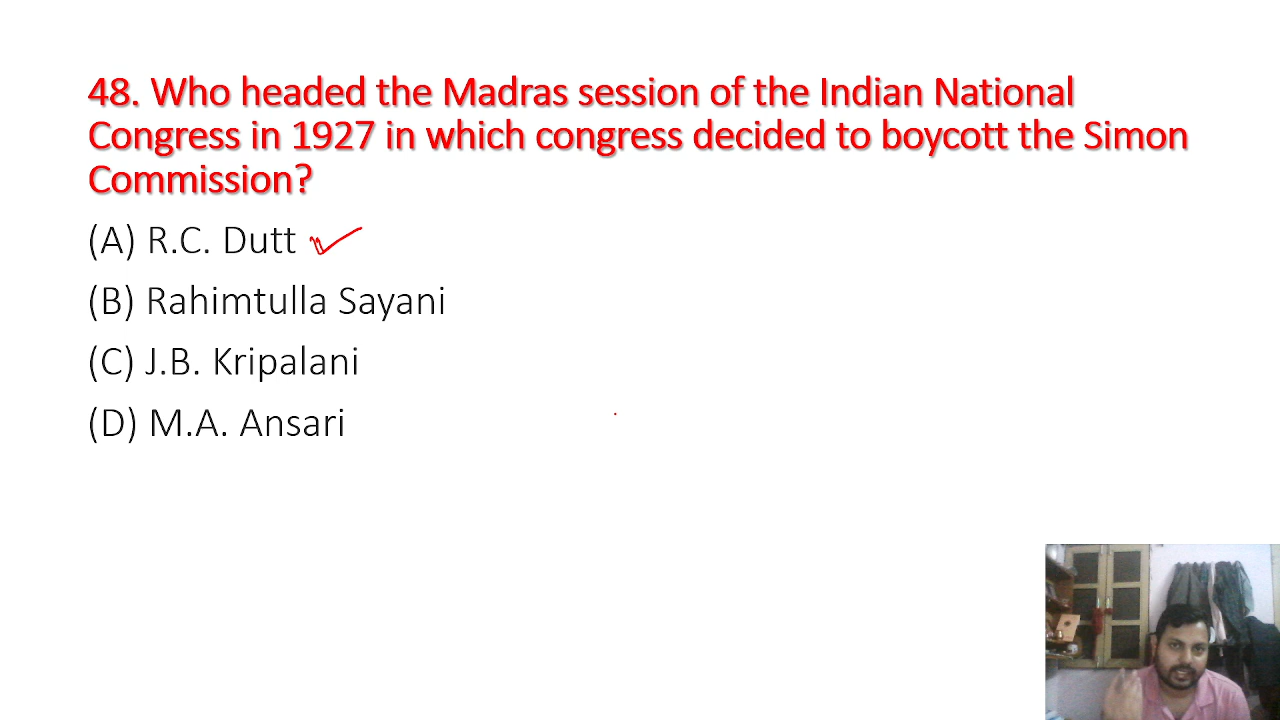 48. Who headed the Madras session of the Indian National
Congress in 1927 in which congress decided to boycott the Simon
Commission?
(A) R.C. Dutt
(B) Rahimtulla Sayani
(C) J.B. Kripalani
(D) M.A. Ansari